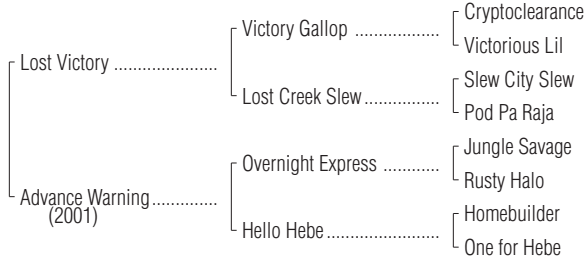 Cryptoclearance
Victory Gallop ..................
Victorious Lil
Lost Victory ......................
Slew City Slew
Lost Creek Slew................
Pod Pa Raja
Jungle Savage
Overnight Express ............
Rusty Halo
Advance Warning..............
(2001)
Homebuilder
Hello Hebe........................
One for Hebe